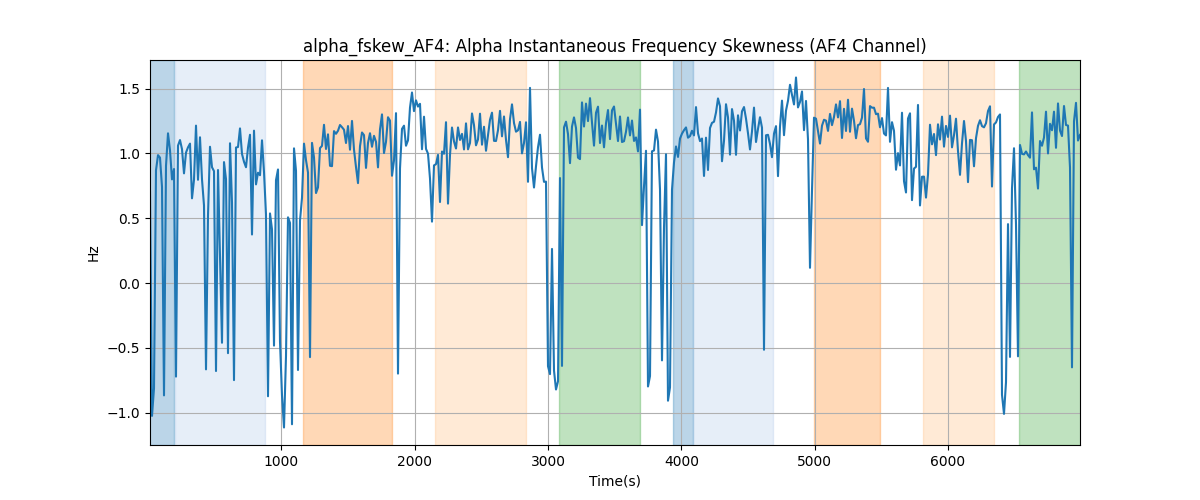 alpha_fskew_AF4: Alpha Instantaneous Frequency Skewness (AF4 Channel)
1.5
1.0
0.5
0.0
−0.5
−1.0
Hz
1000 2000 3000 4000 5000 6000
Time(s)